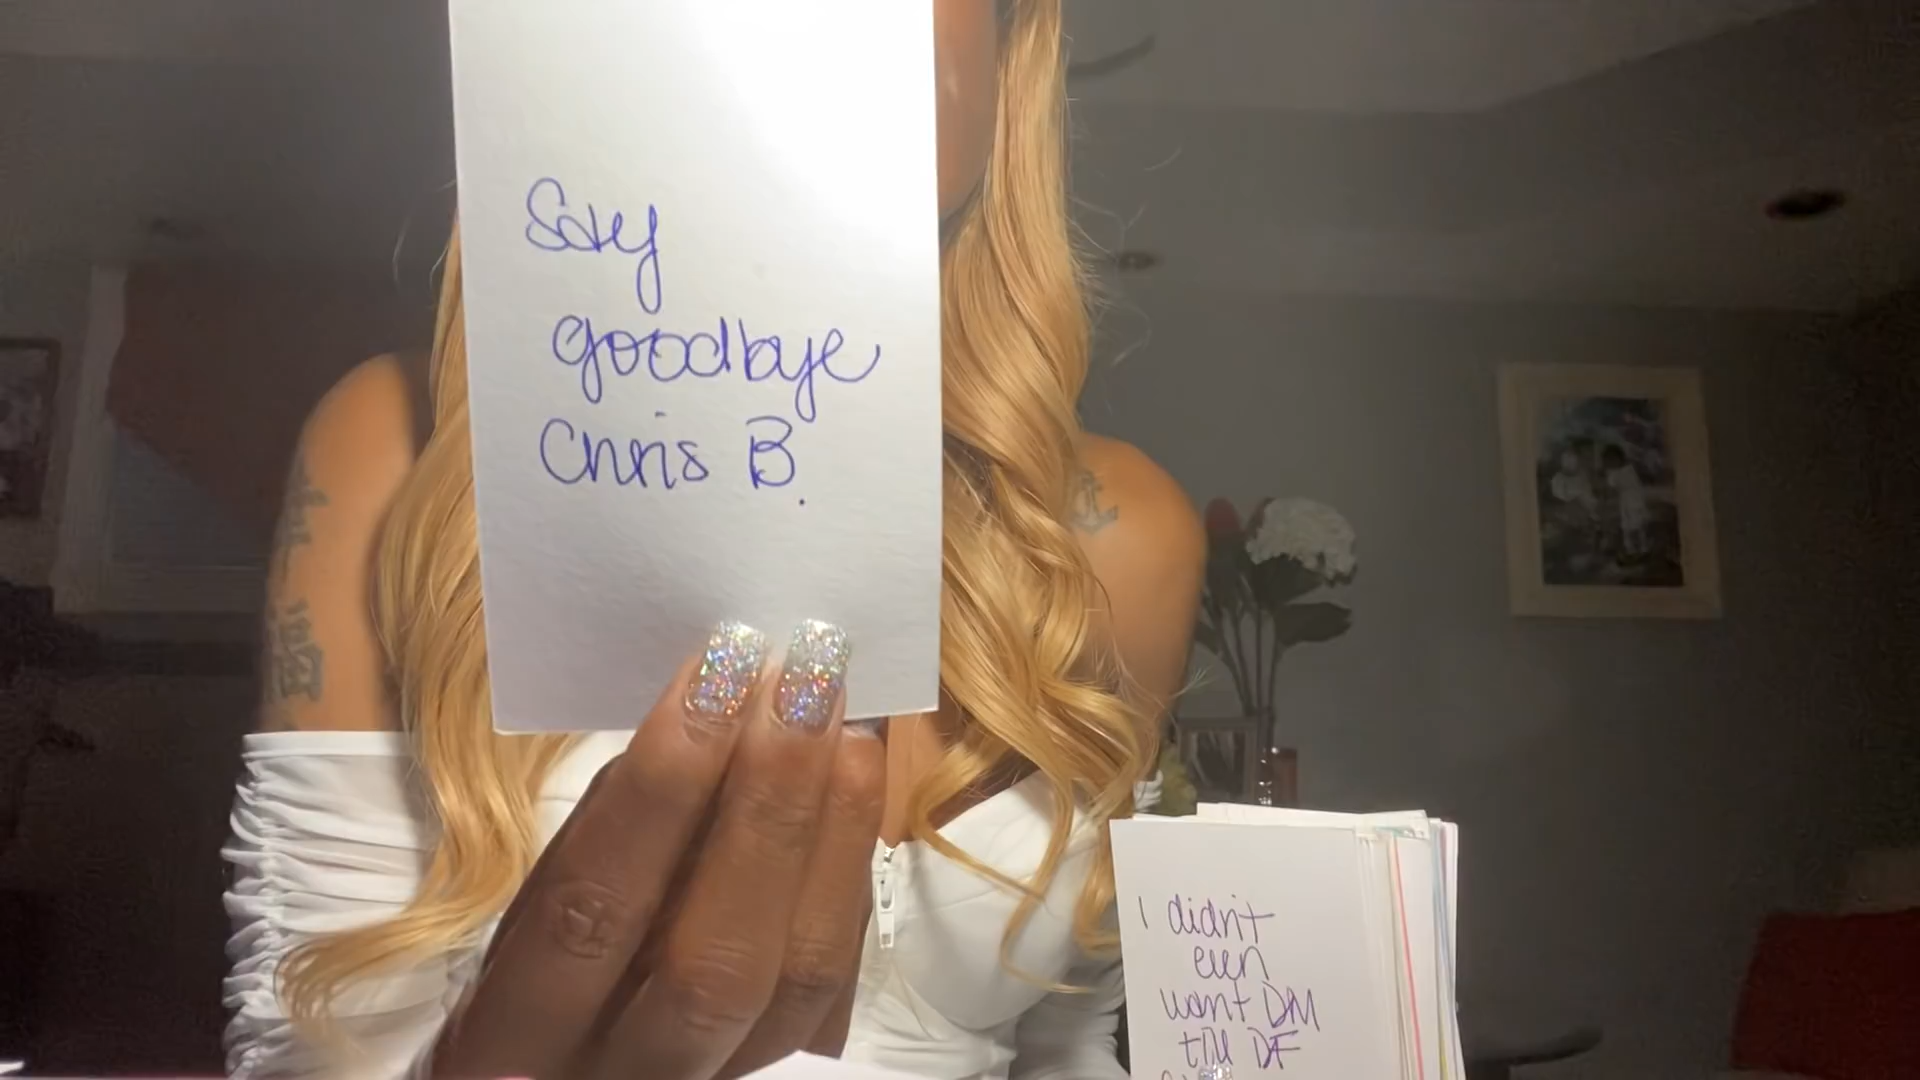 Say
goodbye
Chris B.
I didn't
even
want DM
till DF